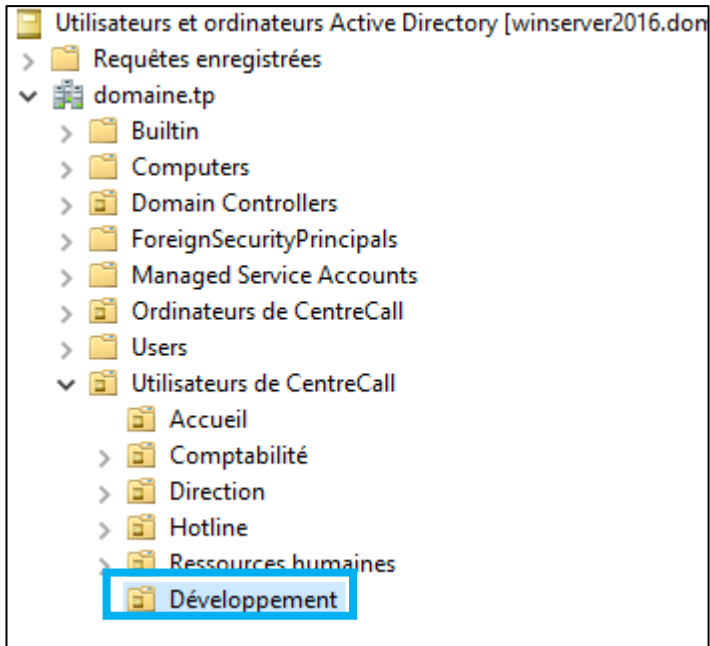 Utilisateurs et ordinateurs Active Directory [winserver2016.dom
Requêtes enregistrées
domaine.tp
Builtin
Computers
Domain Controllers
ForeignSecurityPrincipals
Managed Service Accounts
Ordinateurs de CentreCall
Users
Utilisateurs de CentreCall
Accueil
Comptabilité
Direction
Hotline
Ressources humaines
Développement